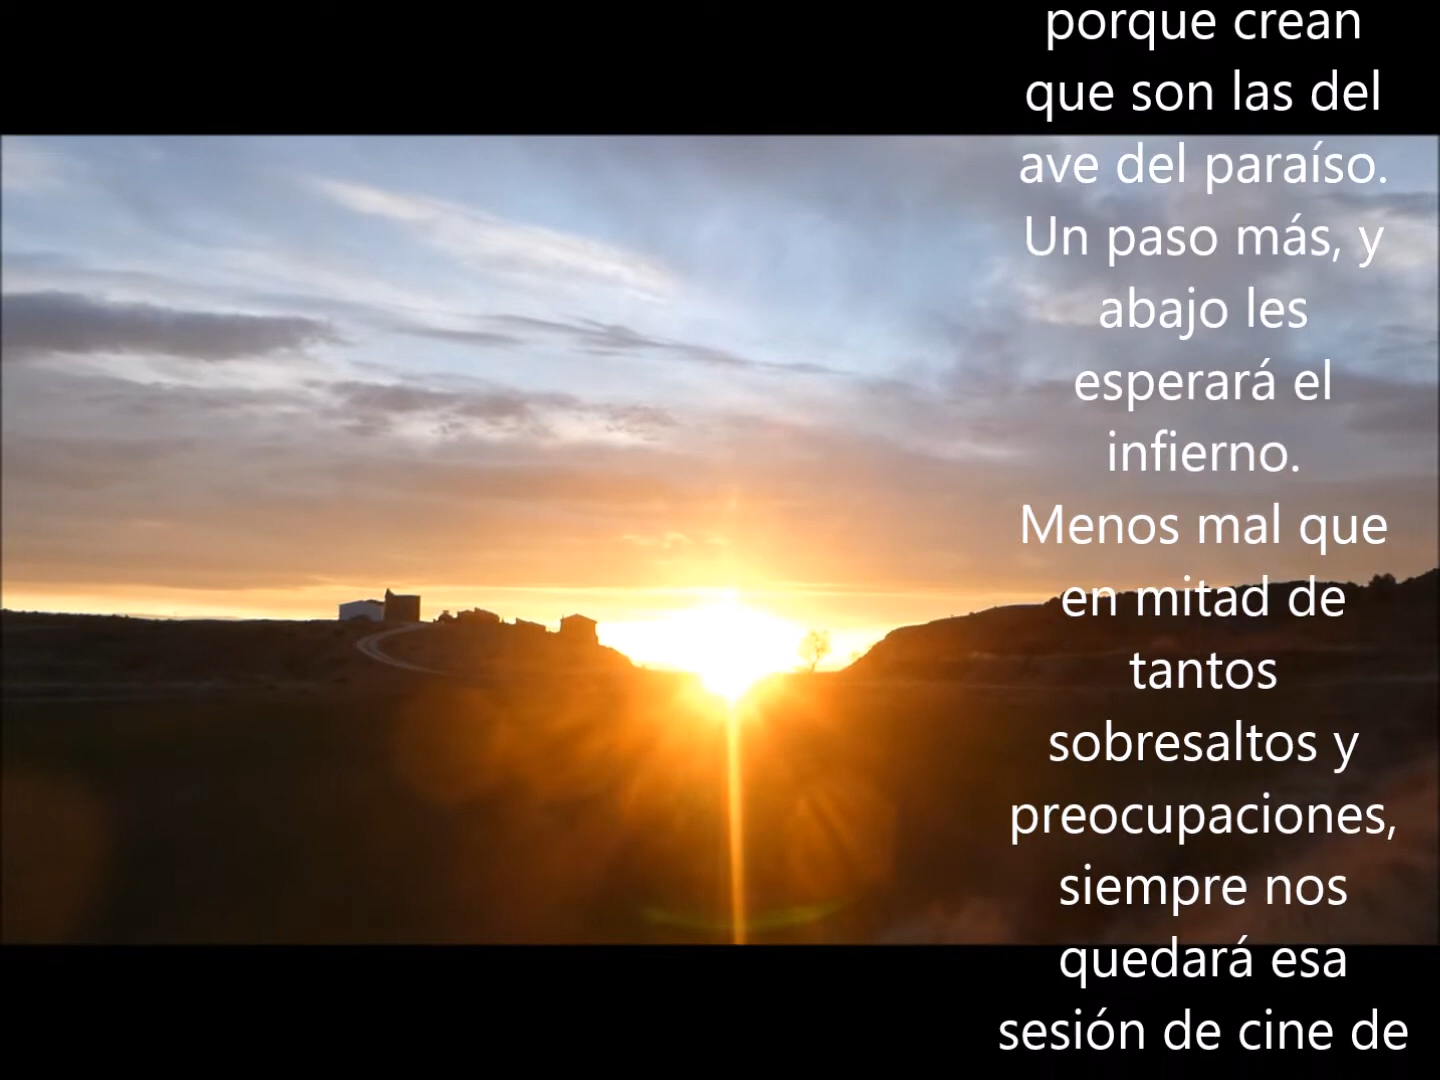 porque crean
que son las del
ave del paraíso.
Un paso más, y
abajo les
esperará el
infierno.
Menos mal que
en mitad de
tantos
sobresaltos y
preocupaciones,
siempre nos
quedará esa
sesión de cine de